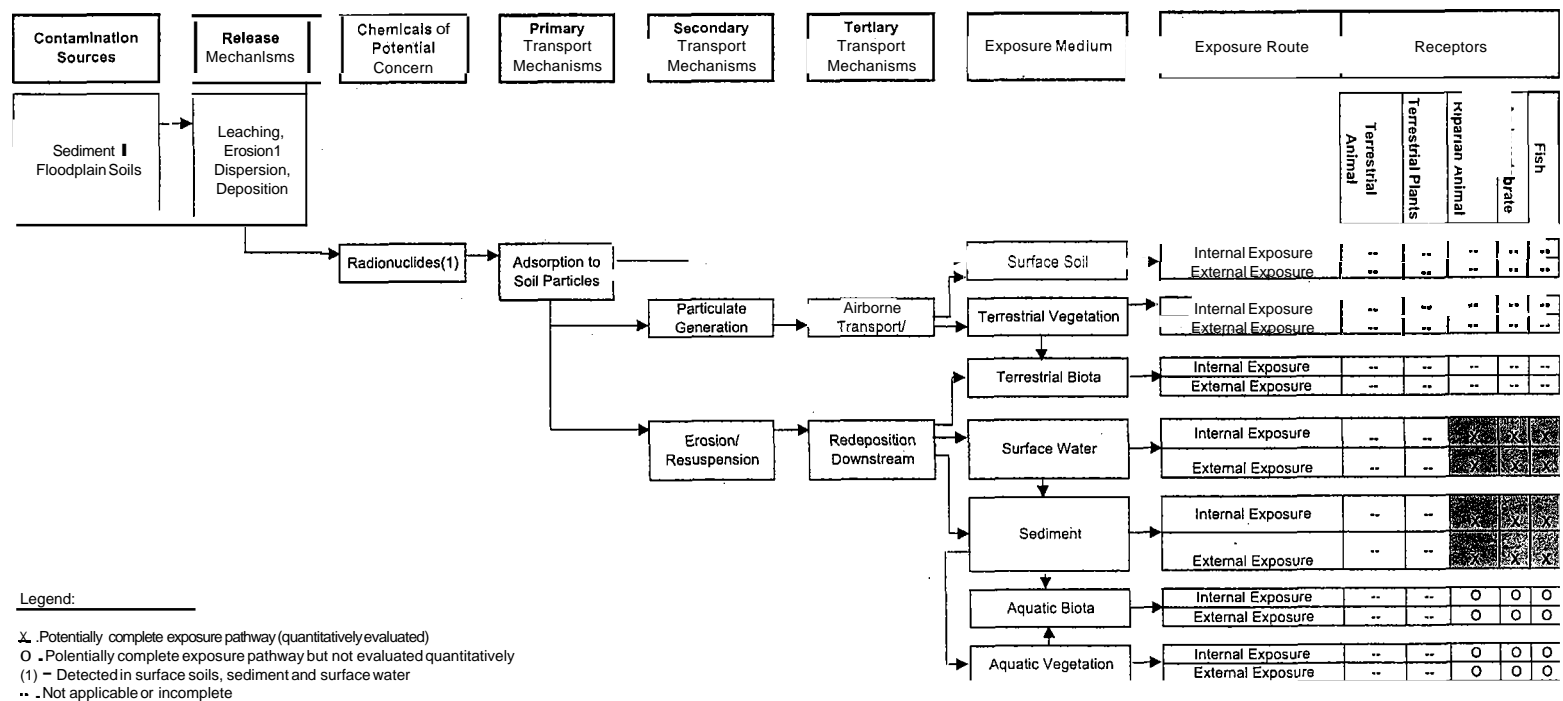 Contamination
Sources
Release
Mechanisms
Chemicals of
Potential
Concern
Primary
Transport
Mechanisms
Secondary
Transport
Mechanisms
Tertiary
Transport
Mechanisms
Exposure Medium
Exposure Route
Receptors
Terrestrial
Animal
Terrestrial Plants
Riparian Animal
brate
Fish
Sediment I
Floodplain Soils
Leaching,
Erosion1
Dispersion,
Deposition
Radionuclides(1)
Adsorption to
Soil Particles
Surface Soil
Internal Exposure -- -- -- -- --
External Exposure -- -- -- -- --
Particulate
Generation
Airborne
Transport/
Terrestrial Vegetation
Internal Exposure -- -- -- -- --
External Exposure -- -- -- -- --
Terrestrial Biota
Internal Exposure -- -- -- -- --
External Exposure -- -- -- -- --
Erosion/
Resuspension
Redeposition
Downstream
Surface Water
Internal Exposure -- -- X X X
External Exposure -- -- X X X
Sediment
Internal Exposure -- -- X X X
External Exposure -- -- X X X
Aquatic Biota
Internal Exposure -- -- O O O
External Exposure -- -- O O O
Aquatic Vegetation
Internal Exposure -- -- O O O
External Exposure -- -- O O O
Legend:
X - Potentially complete exposure pathway (quantitatively evaluated)
O - Potentially complete exposure pathway but not evaluated quantitatively
(1) - Detected in surface soils, sediment and surface water
-- - Not applicable or incomplete